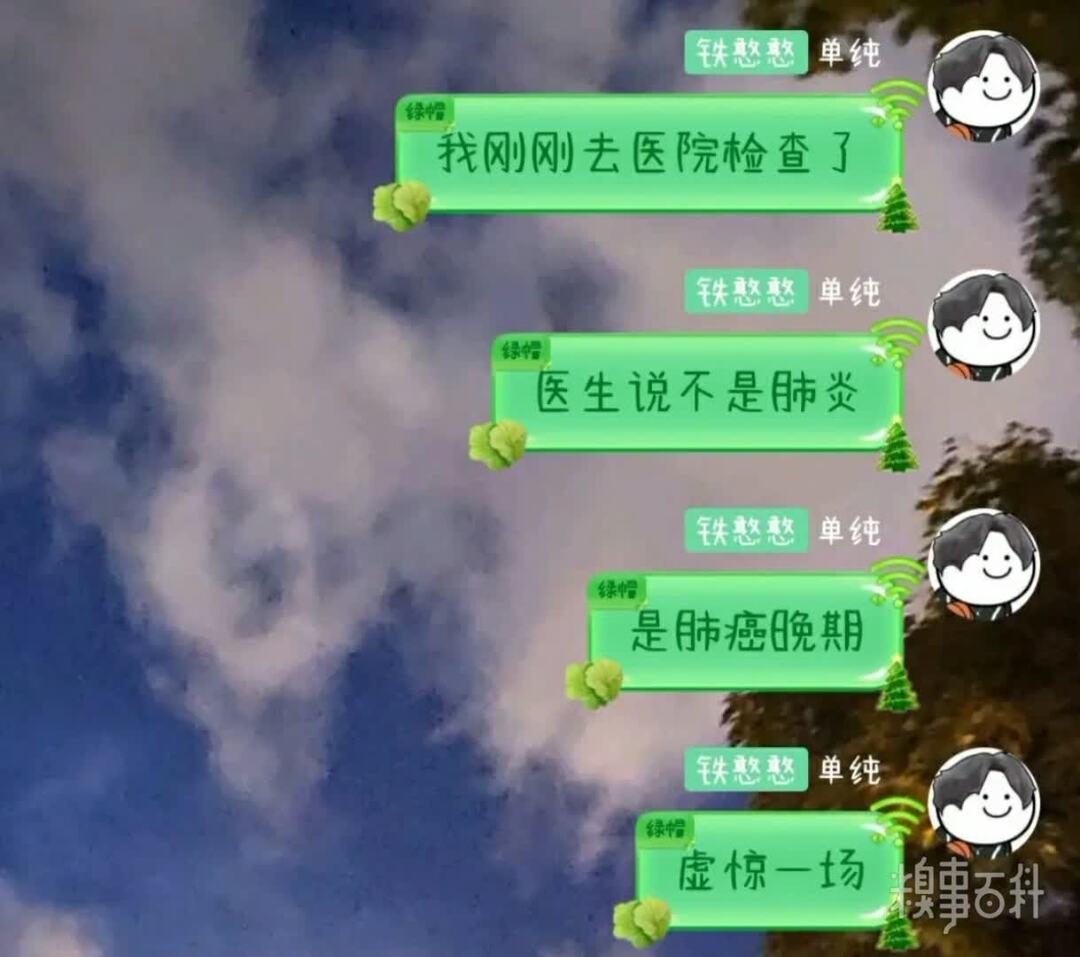 铁憨憨 单纯
绿帽
我刚刚去医院检查了
铁憨憨 单纯
绿帽
医生说不是肺炎
铁憨憨 单纯
绿帽
是肺癌晚期
铁憨憨 单纯
绿帽
虚惊一场
糗事百科